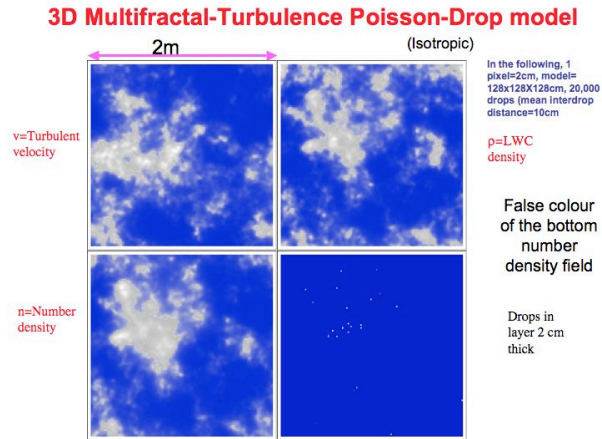 3D Multifractal-Turbulence Poisson-Drop model
2m
(Isotropic)
In the following, 1
pixel=2cm, model=
128x128X128cm, 20,000
drops (mean interdrop
distance=10cm
v=Turbulent
velocity
ρ=LWC
density
False colour
of the bottom
number
density field
n=Number
density
Drops in
layer 2 cm
thick